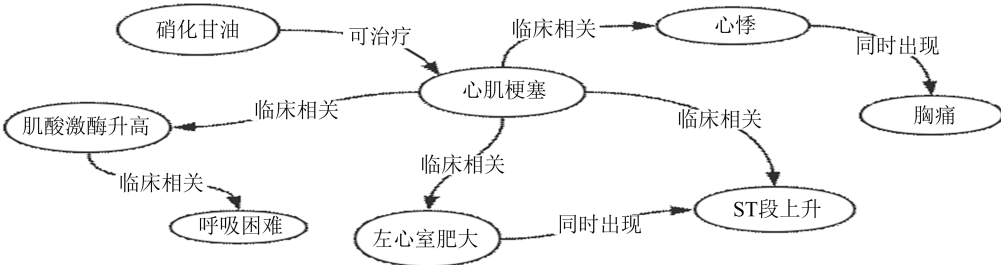 硝化甘油
可治疗
临床相关
心悸
同时出现
心肌梗塞
胸痛
肌酸激酶升高
临床相关
临床相关
临床相关
临床相关
呼吸困难
左心室肥大
同时出现
ST段上升